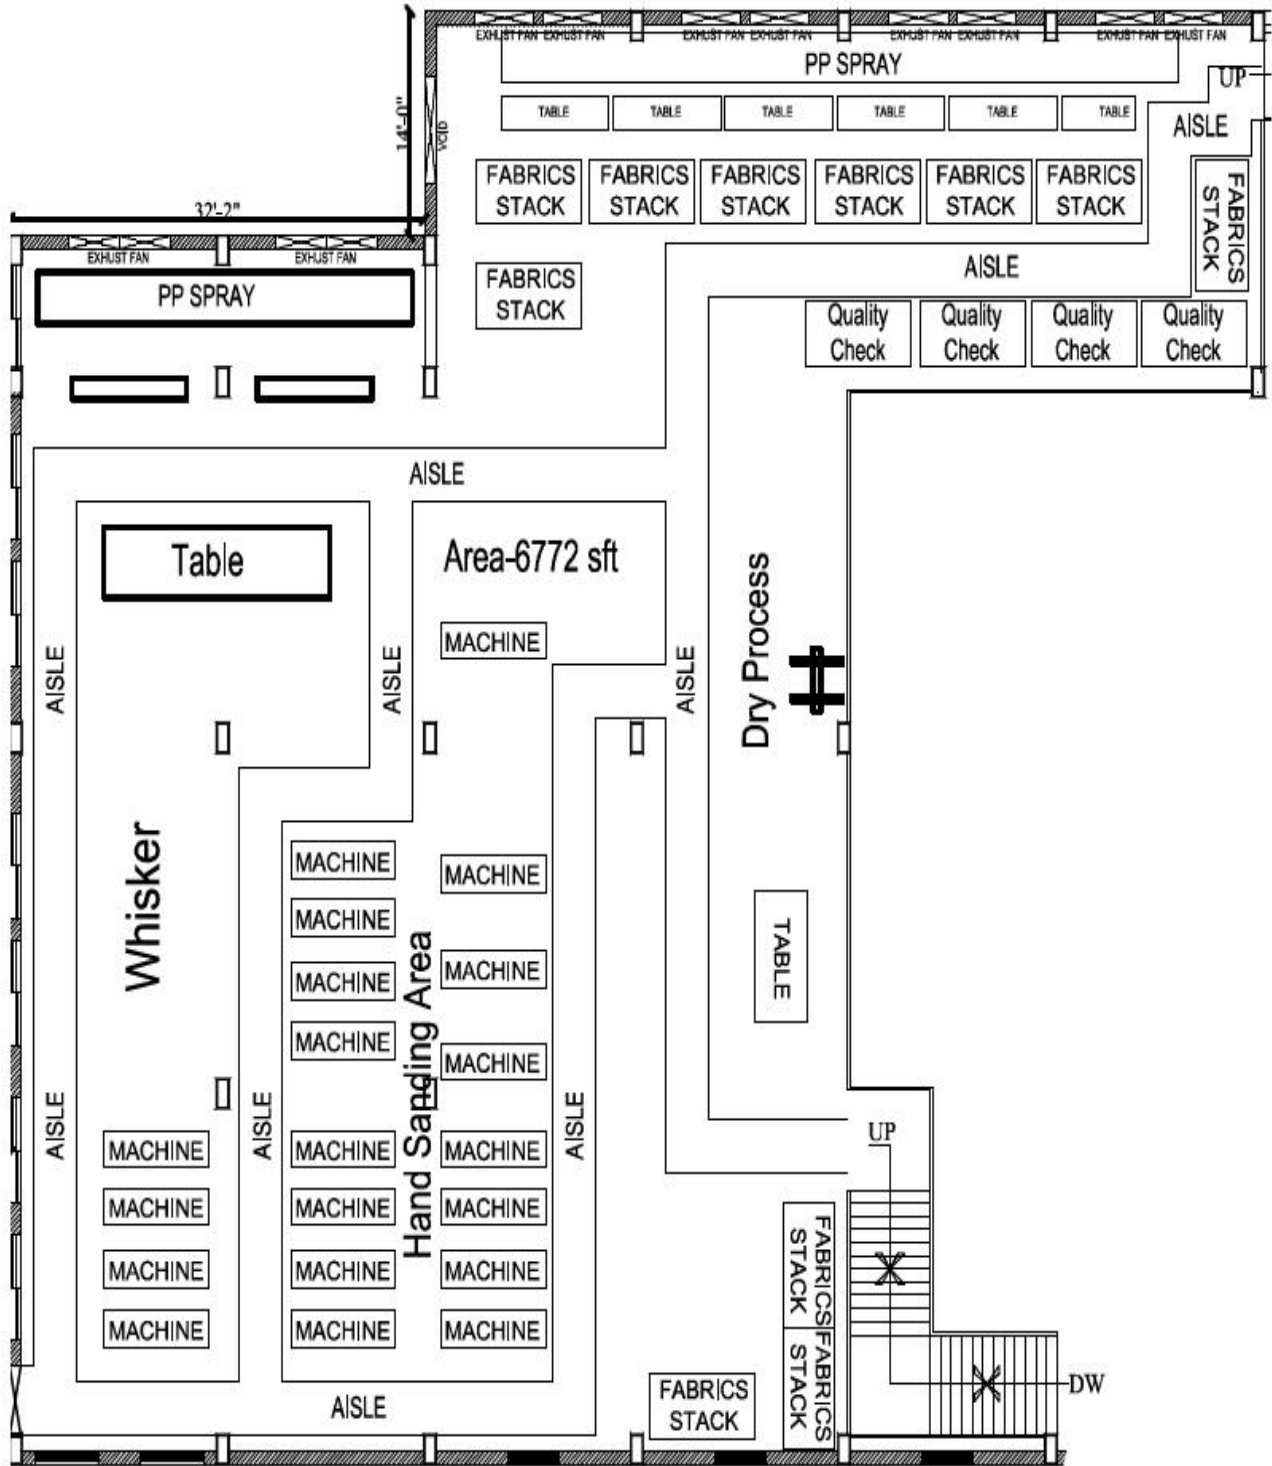 EXHUST FAN EXHUST FAN EXHUST FAN EXHUST FAN EXHUST FAN EXHUST FAN EXHUST FAN EXHUST FAN
PP SPRAY
UP
14'-0"
VOID
TABLE TABLE TABLE TABLE TABLE TABLE
AISLE
FABRICS
STACK
FABRICS
STACK
FABRICS
STACK
FABRICS
STACK
FABRICS
STACK
FABRICS
STACK
FABRICS
STACK
32'-2"
EXHUST FAN EXHUST FAN
PP SPRAY
FABRICS
STACK
AISLE
Quality
Check
Quality
Check
Quality
Check
Quality
Check
AISLE
Table
Area-6772 sft
MACHINE
AISLE
AISLE
AISLE
Dry Process
Whisker
MACHINE
MACHINE
MACHINE
MACHINE
MACHINE
MACHINE
MACHINE
Hand Sanding Area
TABLE
AISLE
AISLE
AISLE
UP
MACHINE MACHINE MACHINE
MACHINE MACHINE MACHINE
MACHINE MACHINE MACHINE
MACHINE MACHINE MACHINE
FABRICS
STACK
FABRICS
STACK
FABRICS
STACK
AISLE
DW